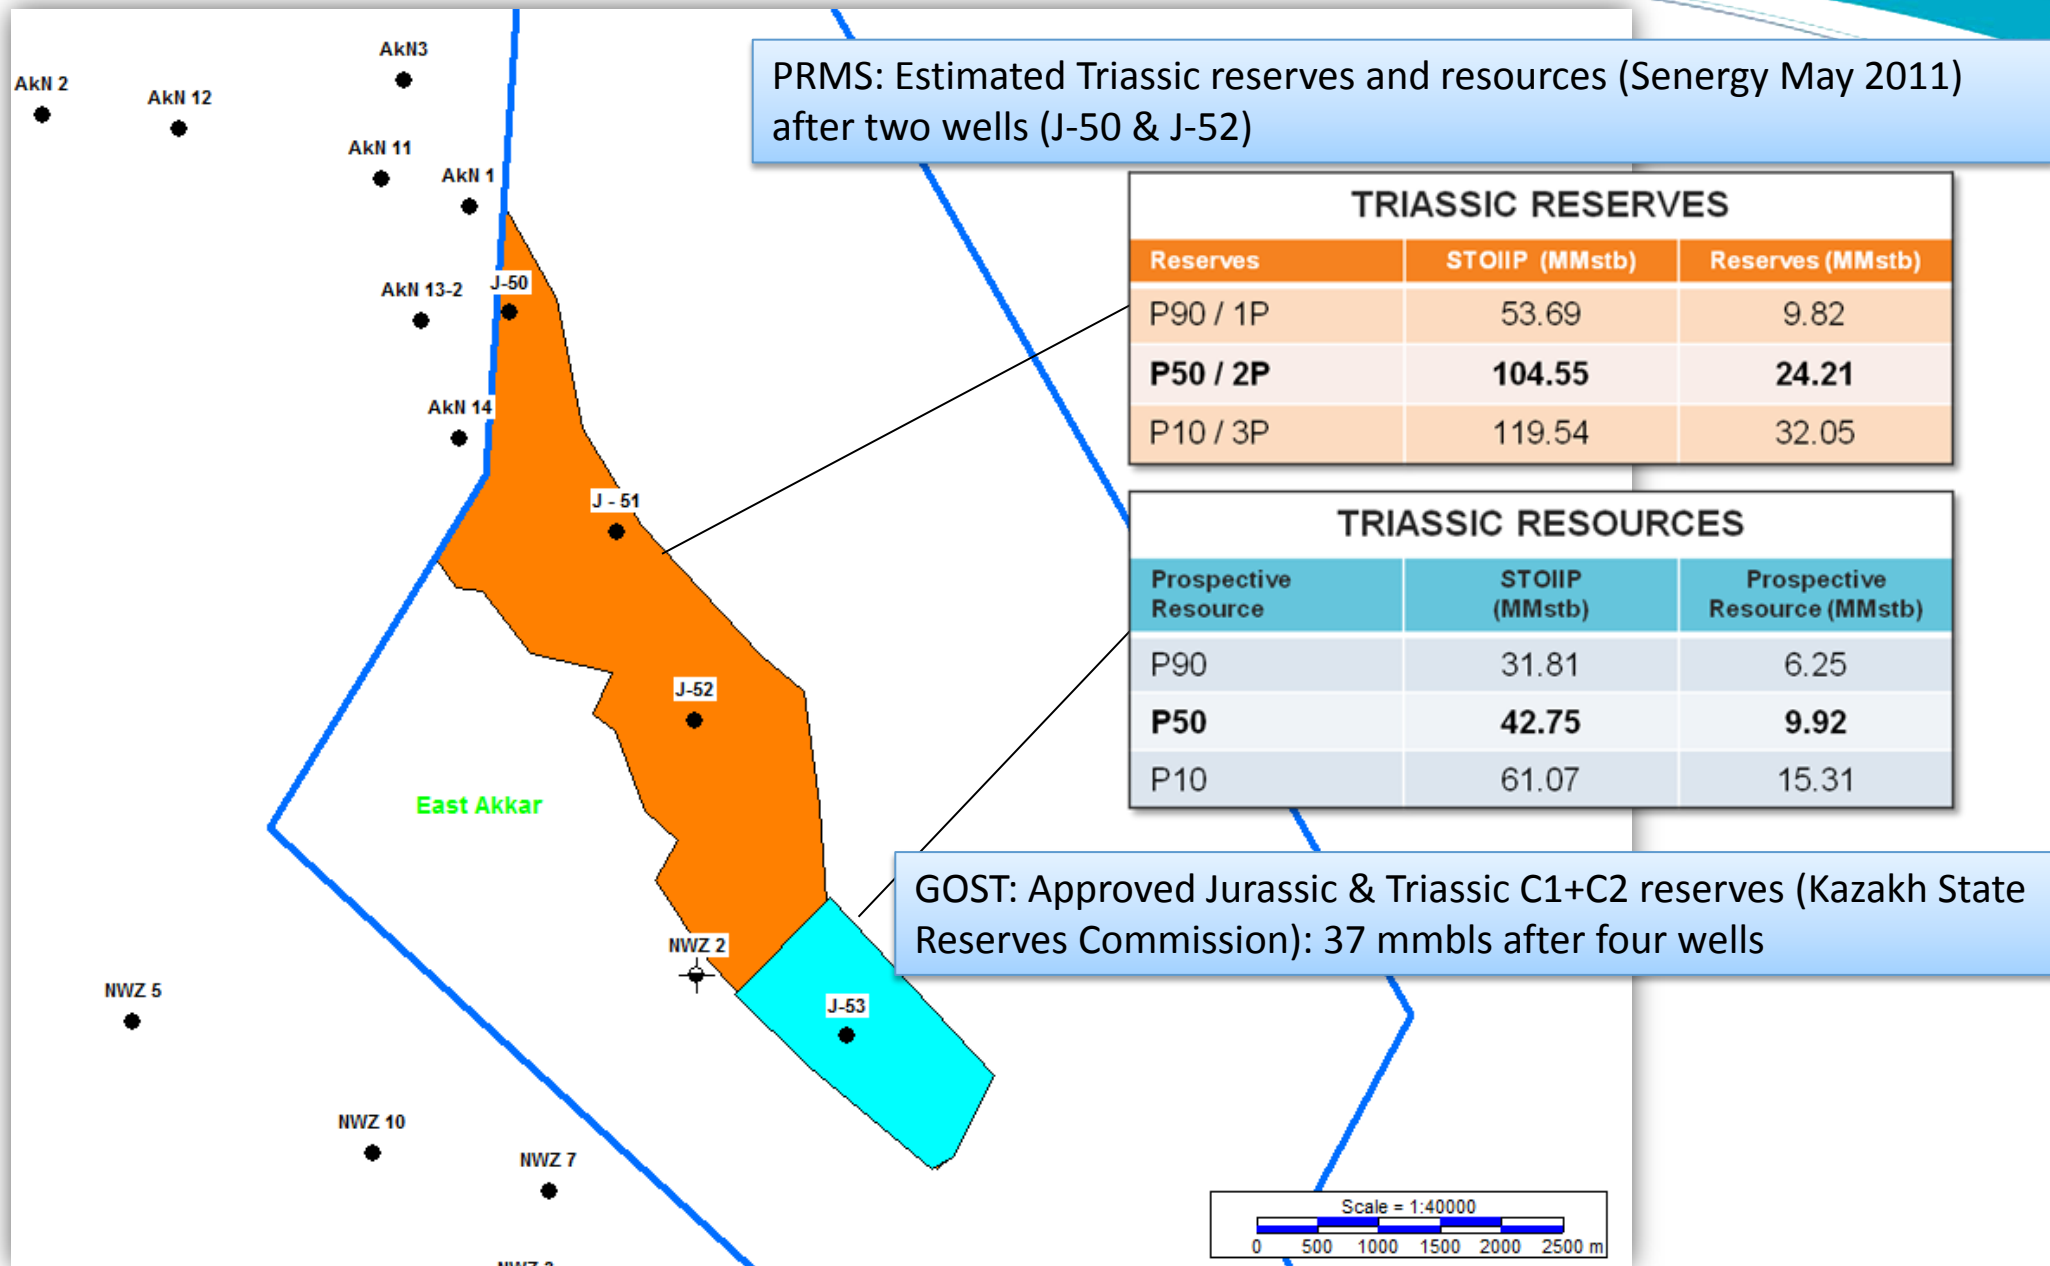 PRMS: Estimated Triassic reserves and resources (Senergy May 2011)
after two wells (J-50 & J-52)
AkN 2
AkN 12
AkN3
AkN 11
AkN 1
AkN 13-2
J-50
AkN 14
J - 51
J-52
East Akkar
NWZ 2
J-53
NWZ 5
NWZ 10
NWZ 7
TRIASSIC RESERVES
Reserves STOIIP (MMstb) Reserves (MMstb)
P90 / 1P 53.69 9.82
P50 / 2P 104.55 24.21
P10 / 3P 119.54 32.05
TRIASSIC RESOURCES
Prospective Resource STOIIP (MMstb) Prospective Resource (MMstb)
P90 31.81 6.25
P50 42.75 9.92
P10 61.07 15.31
GOST: Approved Jurassic & Triassic C1+C2 reserves (Kazakh State
Reserves Commission): 37 mmbls after four wells
Scale = 1:40000
0 500 1000 1500 2000 2500 m